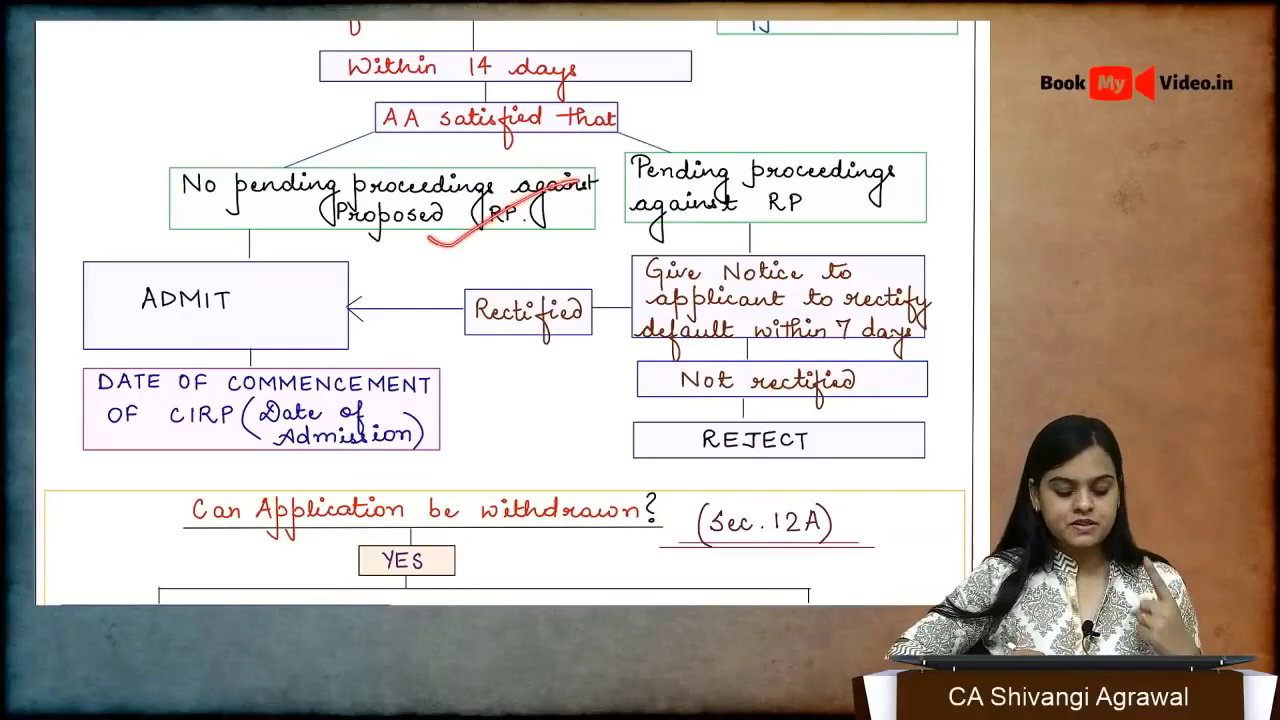 Within 14 days
AA satisfied that
No pending proceedings against
Proposed RP.
Pending proceedings
against RP
Give Notice to
applicant to rectify
default within 7 days
Rectified
ADMIT
Not rectified
REJECT
DATE OF COMMENCEMENT
OF CIRP (Date of
Admission)
Can Application be withdrawn? (Sec. 12A)
YES
Book My Video.in
CA Shivangi Agrawal